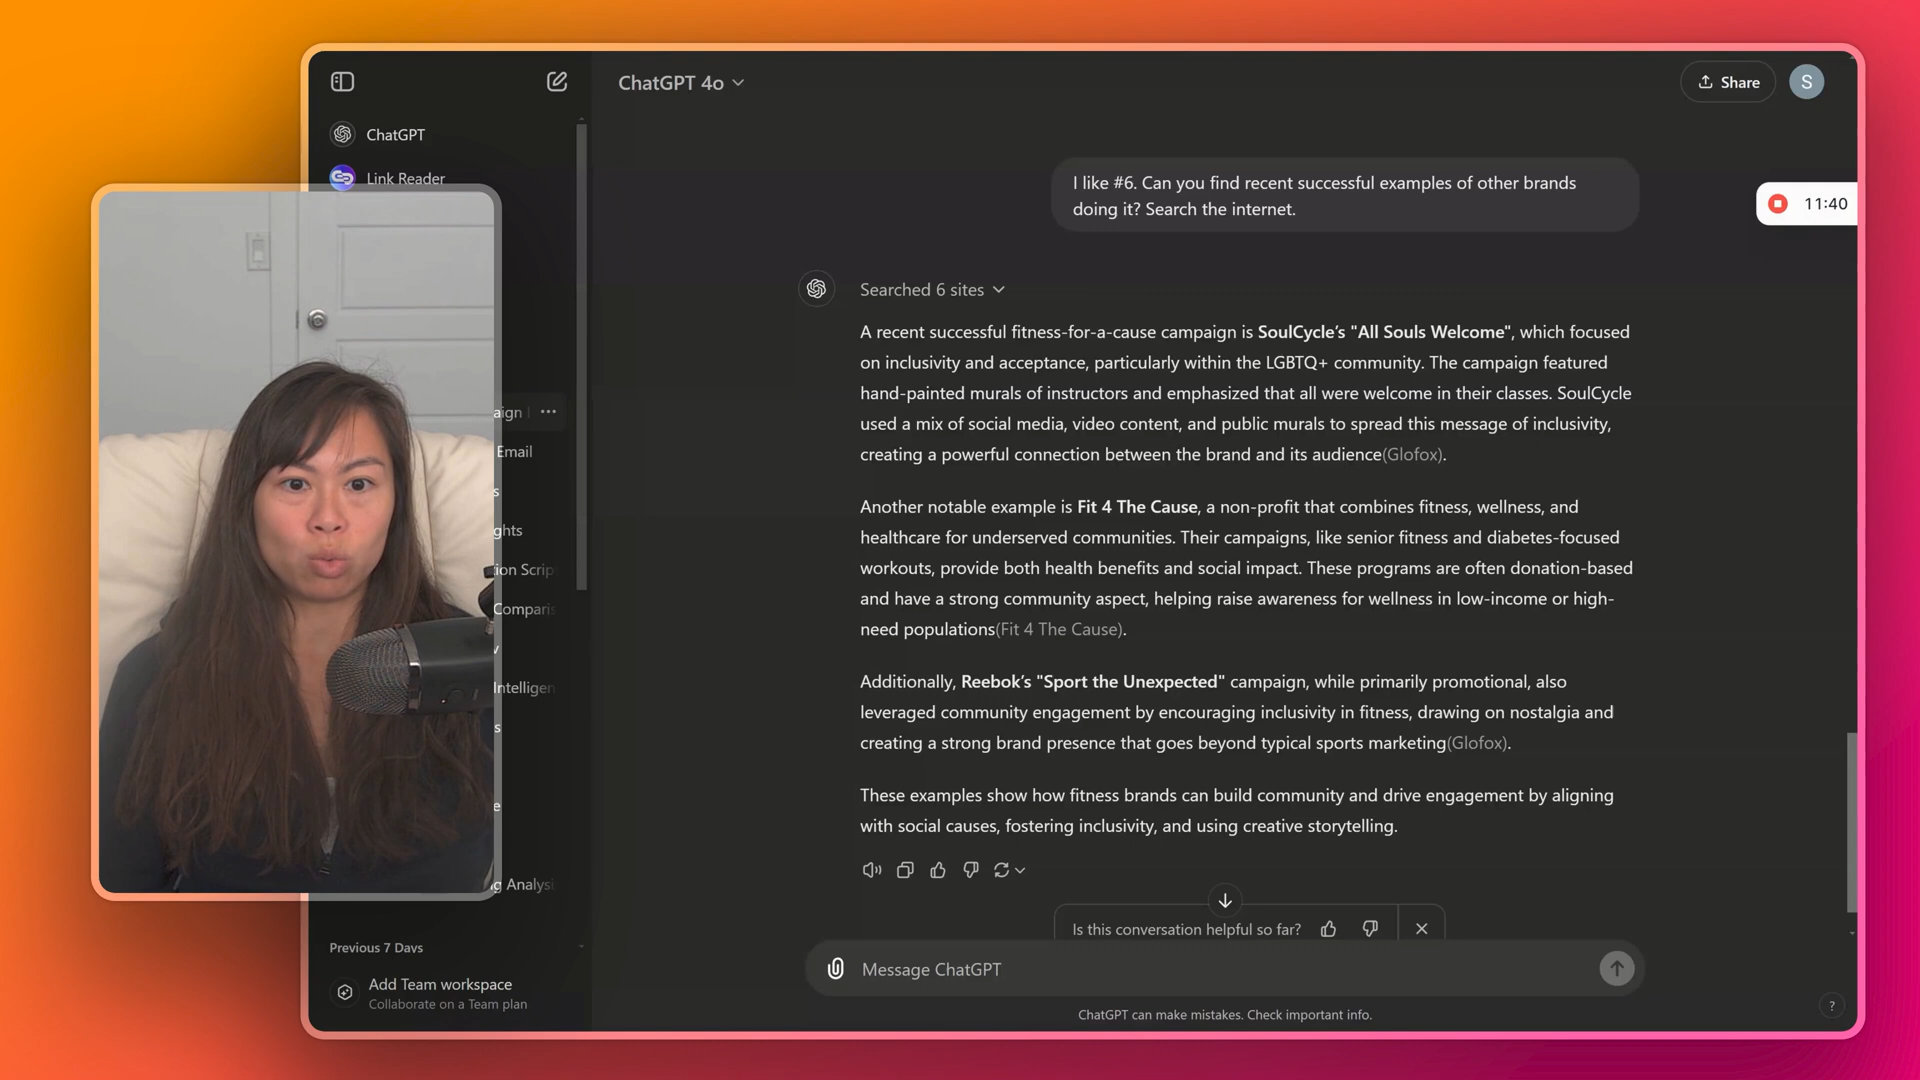 ChatGPT 4o
Share
S
ChatGPT
Link Reader
I like #6. Can you find recent successful examples of other brands
doing it? Search the internet.
11:40
Searched 6 sites
A recent successful fitness-for-a-cause campaign is SoulCycle’s "All Souls Welcome", which focused
on inclusivity and acceptance, particularly within the LGBTQ+ community. The campaign featured
hand-painted murals of instructors and emphasized that all were welcome in their classes. SoulCycle
used a mix of social media, video content, and public murals to spread this message of inclusivity,
creating a powerful connection between the brand and its audience(Glofox).
Another notable example is Fit 4 The Cause, a non-profit that combines fitness, wellness, and
healthcare for underserved communities. Their campaigns, like senior fitness and diabetes-focused
workouts, provide both health benefits and social impact. These programs are often donation-based
and have a strong community aspect, helping raise awareness for wellness in low-income or high-
need populations(Fit 4 The Cause).
Additionally, Reebok’s "Sport the Unexpected" campaign, while primarily promotional, also
leveraged community engagement by encouraging inclusivity in fitness, drawing on nostalgia and
creating a strong brand presence that goes beyond typical sports marketing(Glofox).
These examples show how fitness brands can build community and drive engagement by aligning
with social causes, fostering inclusivity, and using creative storytelling.
aign
Email
s
ghts
ion Scrip
Comparis
Intelligen
s
e
g Analysi
Previous 7 Days
Add Team workspace
Collaborate on a Team plan
Is this conversation helpful so far?
Message ChatGPT
ChatGPT can make mistakes. Check important info.
?